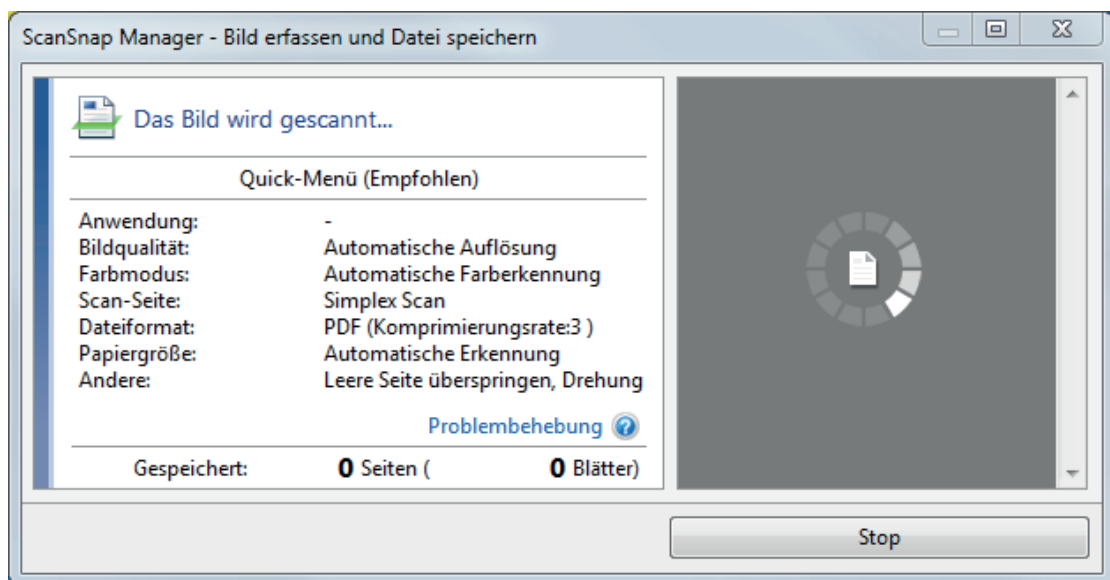 ScanSnap Manager - Bild erfassen und Datei speichern
Das Bild wird gescannt...
Quick-Menü (Empfohlen)
Anwendung: -
Bildqualität: Automatische Auflösung
Farbmodus: Automatische Farberkennung
Scan-Seite: Simplex Scan
Dateiformat: PDF (Komprimierungsrate:3 )
Papiergröße: Automatische Erkennung
Andere: Leere Seite überspringen, Drehung
Problembehebung ?
Gespeichert: 0 Seiten ( 0 Blätter)
Stop